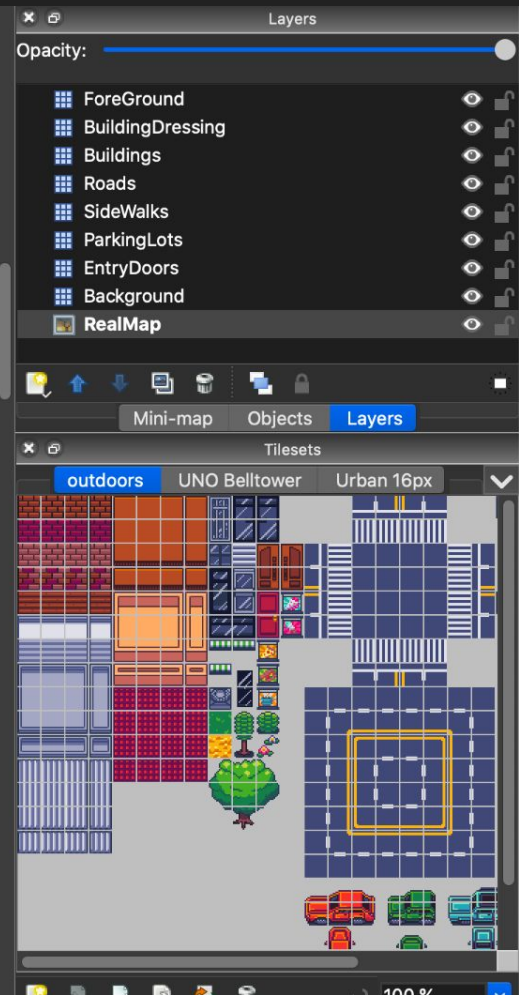 Layers
Opacity:
ForeGround
BuildingDressing
Buildings
Roads
SideWalks
ParkingLots
EntryDoors
Background
RealMap
Mini-map Objects Layers
Tilesets
outdoors UNO Belltower Urban 16px
100 %